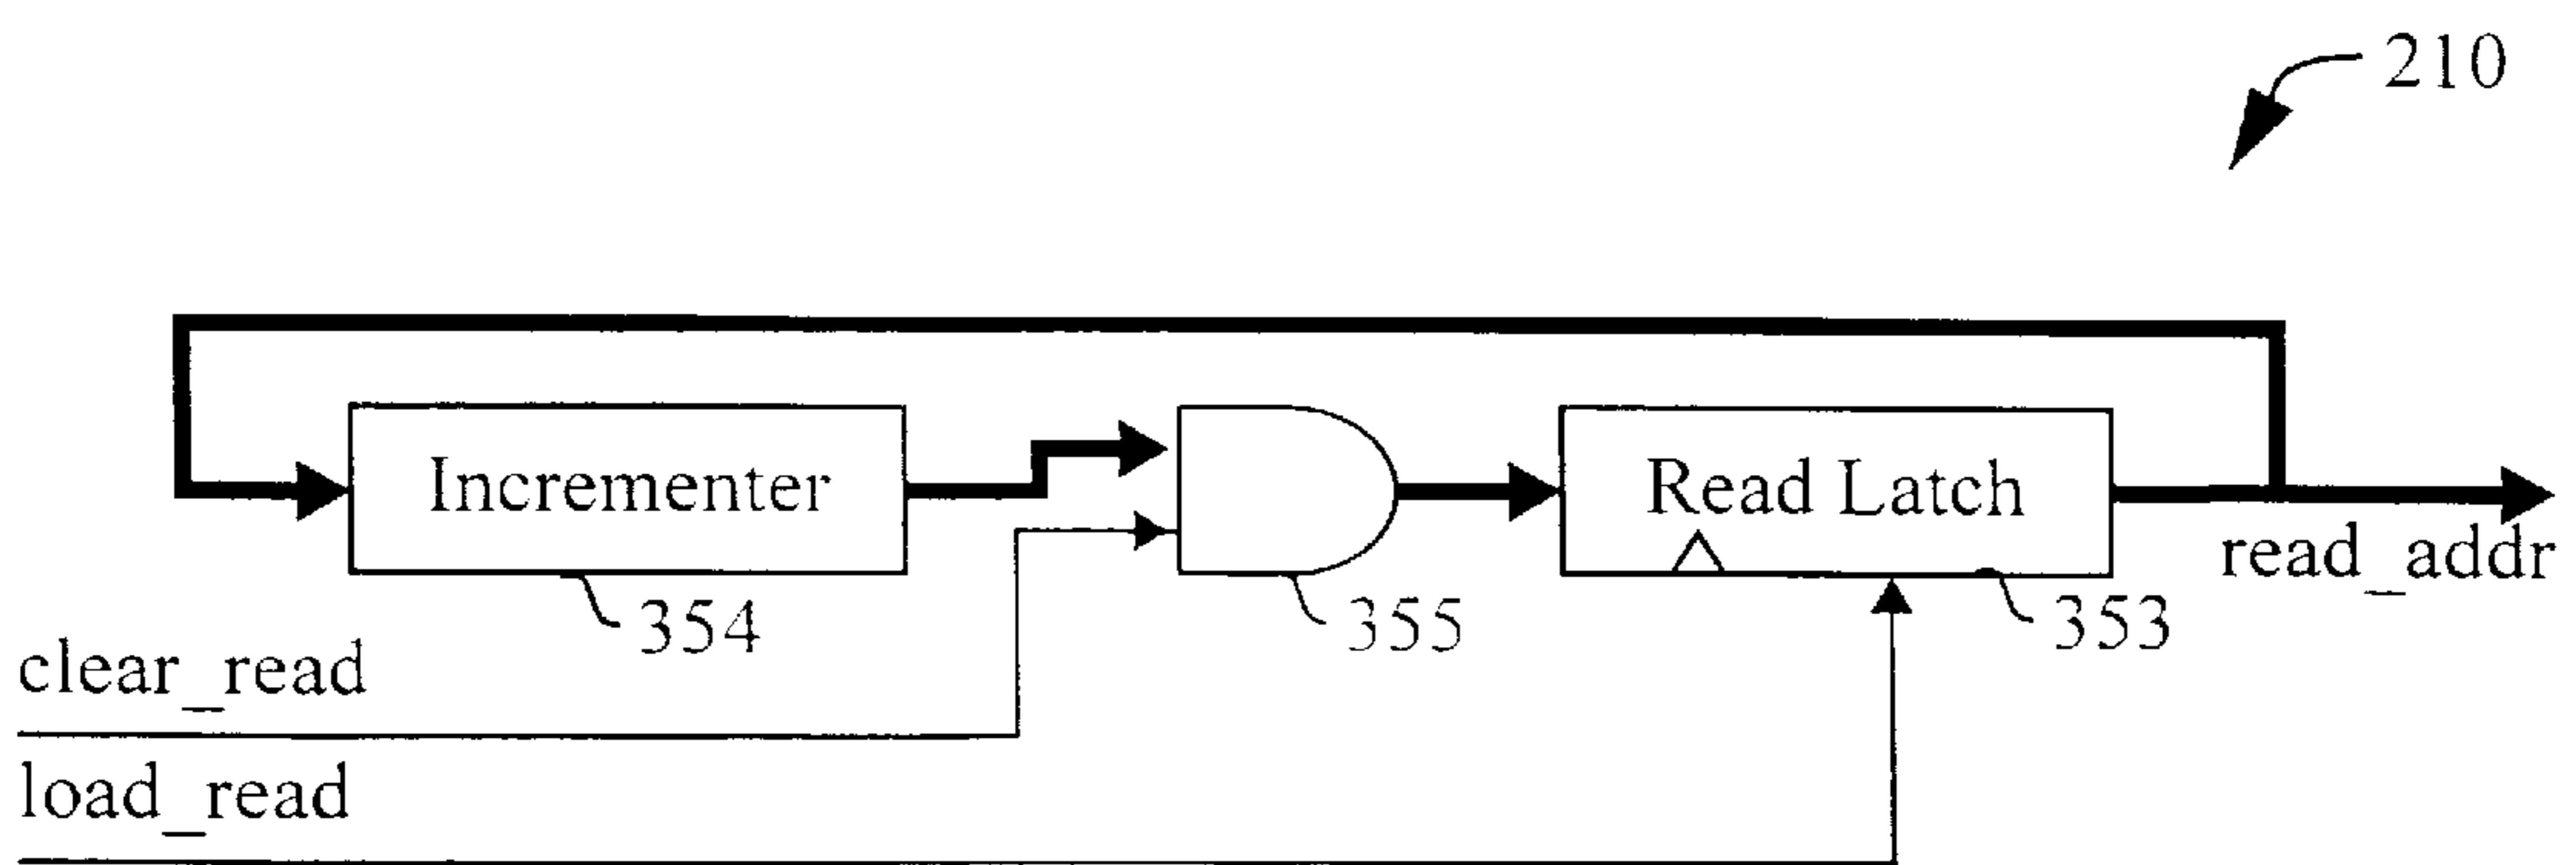 210
Incrementer
Read Latch
read_addr
354
355
353
clear_read
load_read